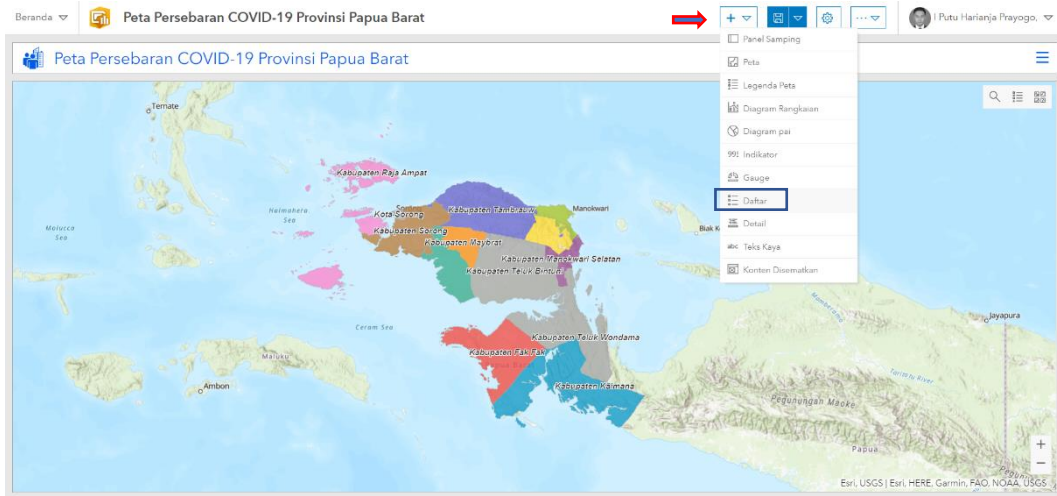 Beranda
Peta Persebaran COVID-19 Provinsi Papua Barat
I Putu Harianja Prayogo,
Peta Persebaran COVID-19 Provinsi Papua Barat
Panel Samping
Peta
Legenda Peta
Diagram Rangkaian
Diagram pai
Indikator
Gauge
Daftar
Detail
abc Teks Kaya
Konten Disematkan
Ternate
Kabupaten Raja Ampat
Halmahera
Sea
Molucca
Sea
Kota Sorong
Kabupaten Tambrauw
Manokwari
Kabupaten Sorong
Kabupaten Maybrat
Biak
Kabupaten Manokwari Selatan
Kabupaten Teluk Bintuni
Ceram Sea
Kabupaten Teluk Wondama
Kabupaten Fak Fak
Maluku
Ambon
Kabupaten Kaimana
Jayapura
Taritatu River
Pegunungan Maoke
Papua
Esri, USGS | Esri, HERE, Garmin, FAO, NOAA, USGS